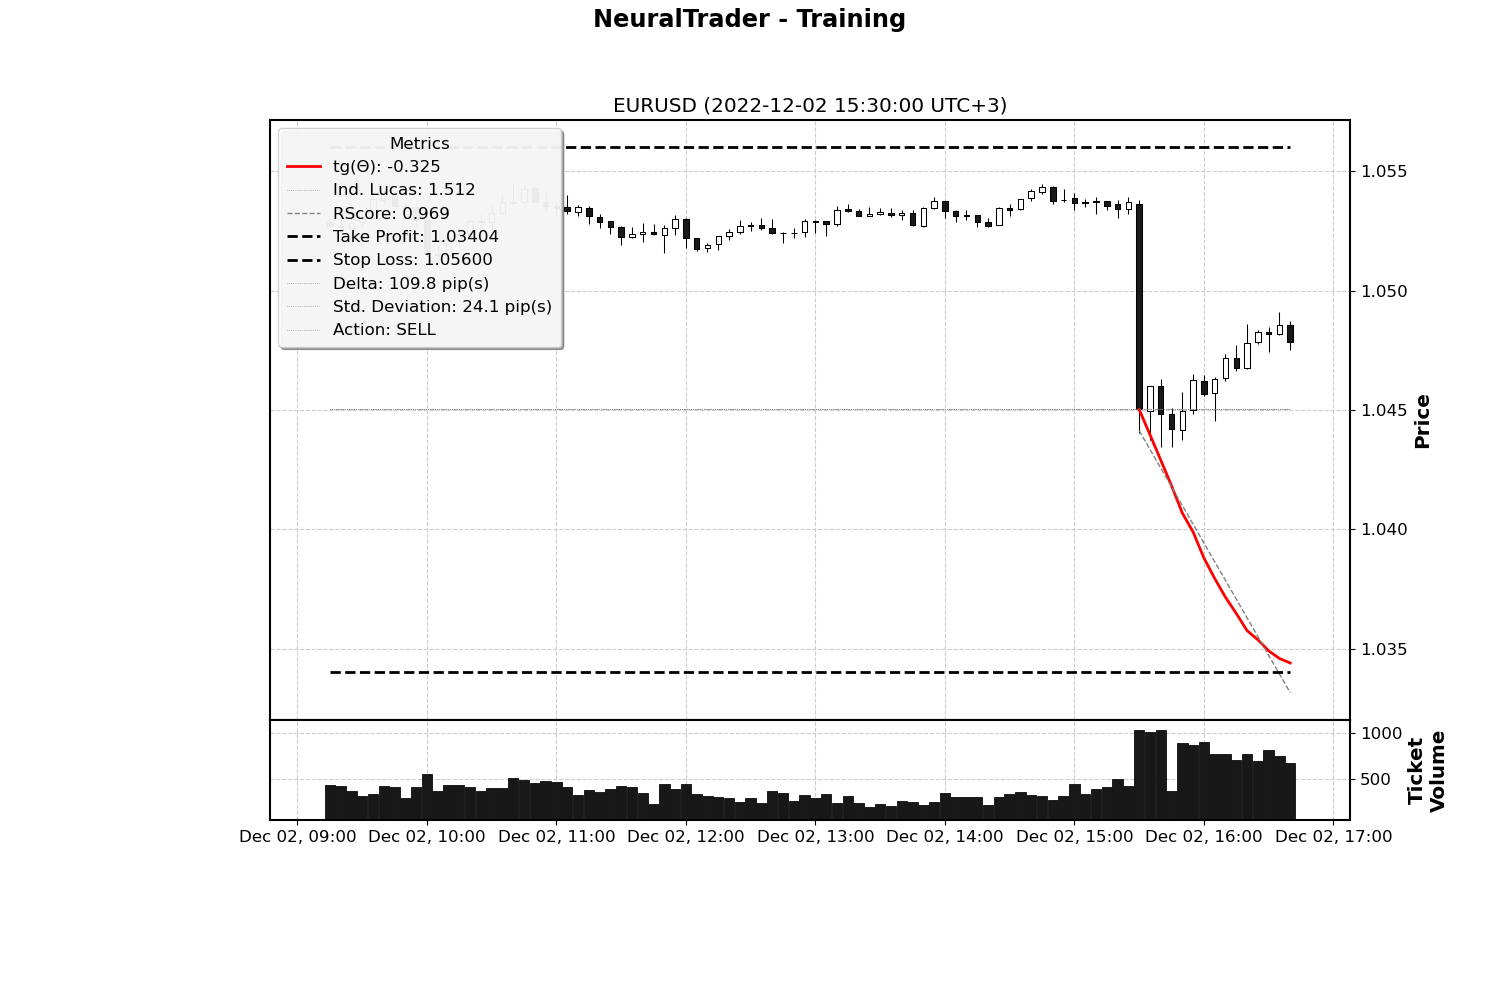 NeuralTrader - Training
EURUSD (2022-12-02 15:30:00 UTC+3)
Metrics
tg(Θ): -0.325
Ind. Lucas: 1.512
RScore: 0.969
Take Profit: 1.03404
Stop Loss: 1.05600
Delta: 109.8 pip(s)
Std. Deviation: 24.1 pip(s)
Action: SELL
1.055
1.050
1.045
1.040
1.035
Price
1000
500
Ticket
Volume
Dec 02, 09:00
Dec 02, 10:00
Dec 02, 11:00
Dec 02, 12:00
Dec 02, 13:00
Dec 02, 14:00
Dec 02, 15:00
Dec 02, 16:00
Dec 02, 17:00